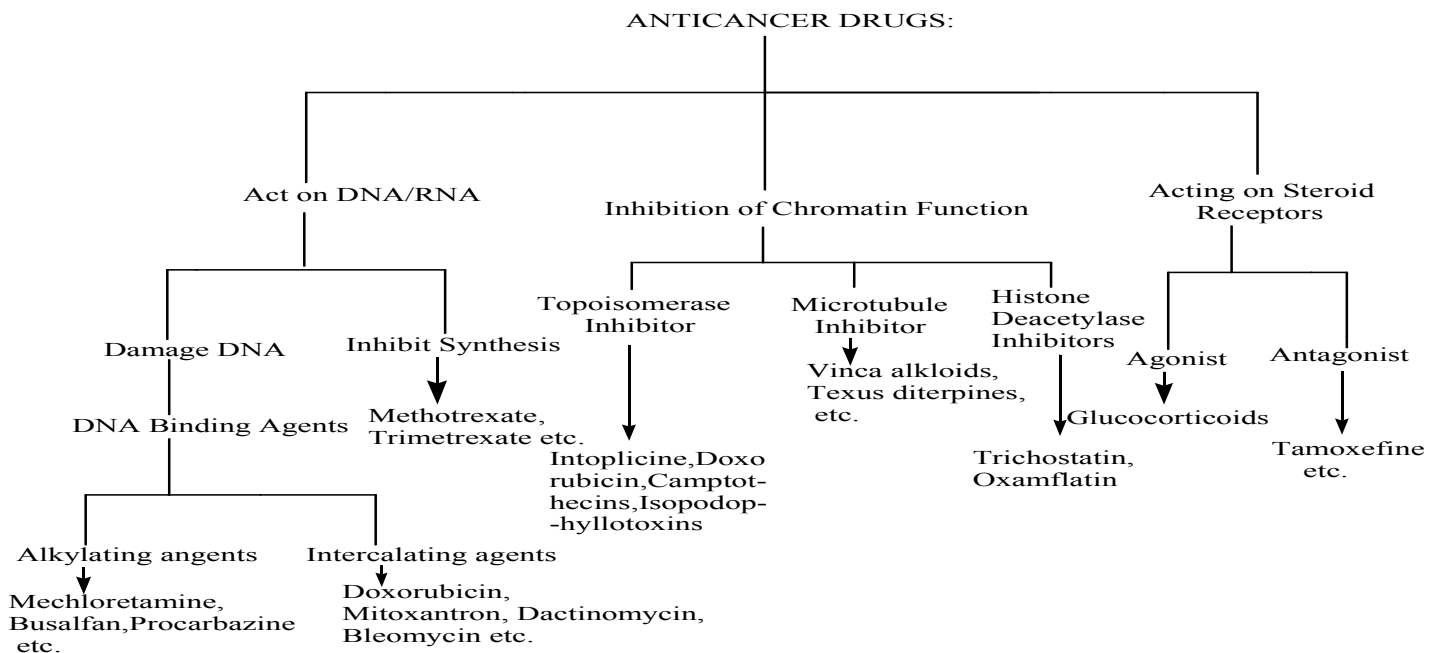 ANTICANCER DRUGS:
Act on DNA/RNA
Inhibition of Chromatin Function
Acting on Steroid
Receptors
Damage DNA
Inhibit Synthesis
Topoisomerase
Inhibitor
Microtubule
Inhibitor
Histone
Deacetylase
Inhibitors
Agonist
Antagonist
DNA Binding Agents
Methotrexate,
Trimetrexate etc.
Intoplicine,Doxo
rubicin,Camptot-
hecins,Isopodop-
-hyllotoxins
Vinca alkloids,
Texus diterpines,
etc.
Trichostatin,
Oxamflatin
Glucocorticoids
Tamoxefine
etc.
Alkylating angents
Intercalating agents
Mechloretamine,
Busalfan,Procarbazine
etc.
Doxorubicin,
Mitoxantron, Dactinomycin,
Bleomycin etc.